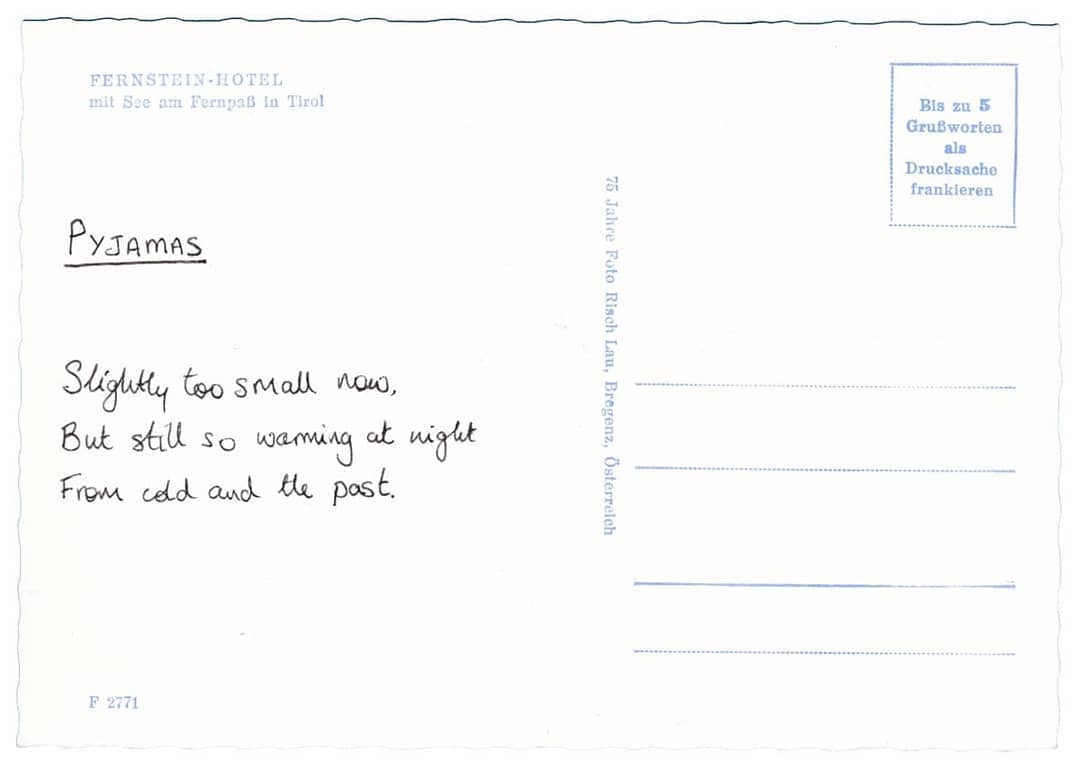 FERNSTEIN-HOTEL
mit See am Fernpaß in Tirol
Bis zu 5
Grußworten
als
Drucksache
frankieren
PYJAMAS
Slightly too small now,
But still so warming at night
From cold and the past.
75 Jahre Foto Risch Lau, Bregenz, Österreich
F 2771